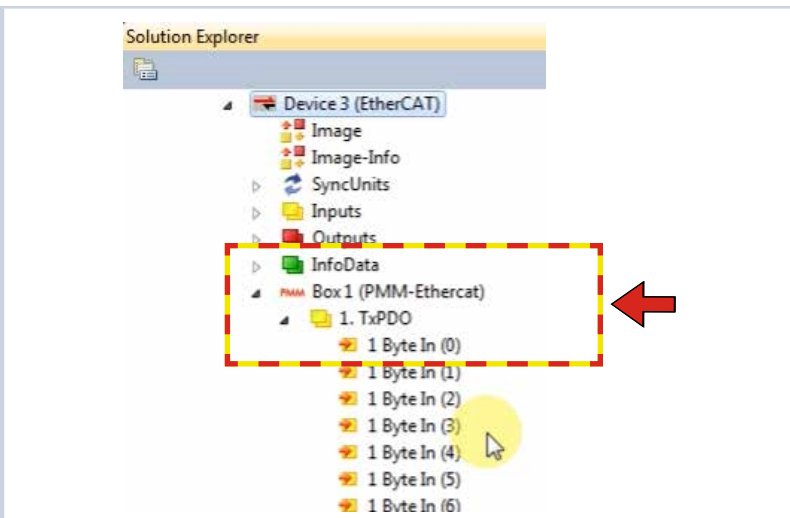 Solution Explorer
Device 3 (EtherCAT)
Image
Image-Info
SyncUnits
Inputs
Outputs
InfoData
PMM Box 1 (PMM-Ethercat)
1. TxPDO
1 Byte In (0)
1 Byte In (1)
1 Byte In (2)
1 Byte In (3)
1 Byte In (4)
1 Byte In (5)
1 Byte In (6)